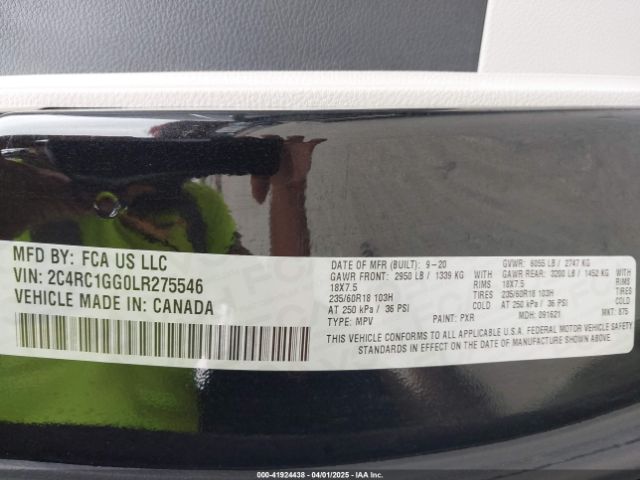 MFD BY: FCA US LLC
VIN: 2C4RC1GG0LR275546
VEHICLE MADE IN: CANADA
DATE OF MFR (BUILT): 9-20
GVWR: 6055 LB / 2747 KG
GAWR FRONT: 2950 LB / 1339 KG
GAWR REAR: 3200 LB / 1452 KG
18X7.5 RIMS
18X7.5 RIMS
235/60R18 103H TIRES
235/60R18 103H TIRES
AT 250 kPa / 36 PSI COLD
AT 250 kPa / 36 PSI COLD
TYPE: MPV PAINT: PXR MDH: 091621 MKT: 875
THIS VEHICLE CONFORMS TO ALL APPLICABLE U.S.A. FEDERAL MOTOR VEHICLE SAFETY
STANDARDS IN EFFECT ON THE DATE OF MANUFACTURE SHOWN ABOVE.
000-41924438 - 04/01/2025 - IAAI.COM